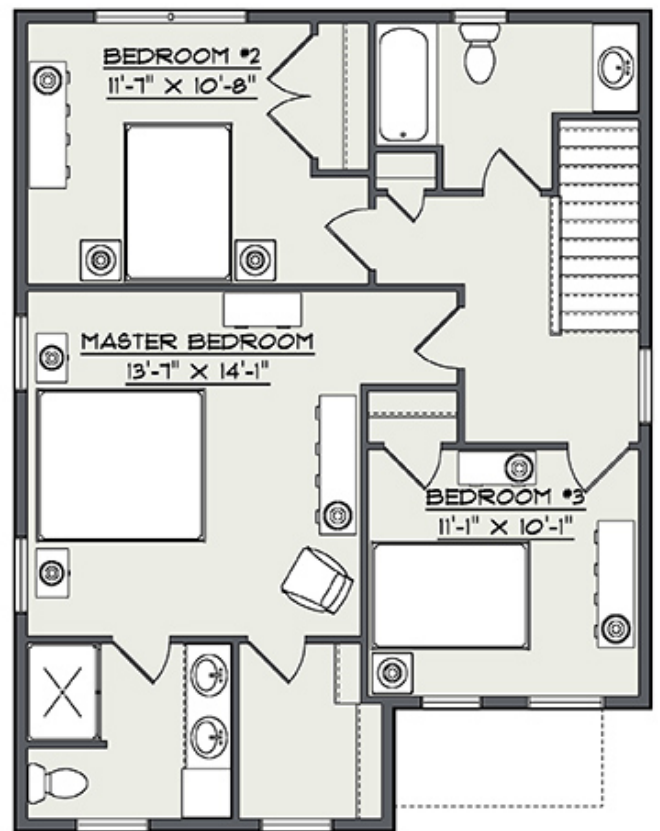 BEDROOM #2
11'-7" X 10'-8"
MASTER BEDROOM
13'-7" X 14'-1"
BEDROOM #3
11'-1" X 10'-1"